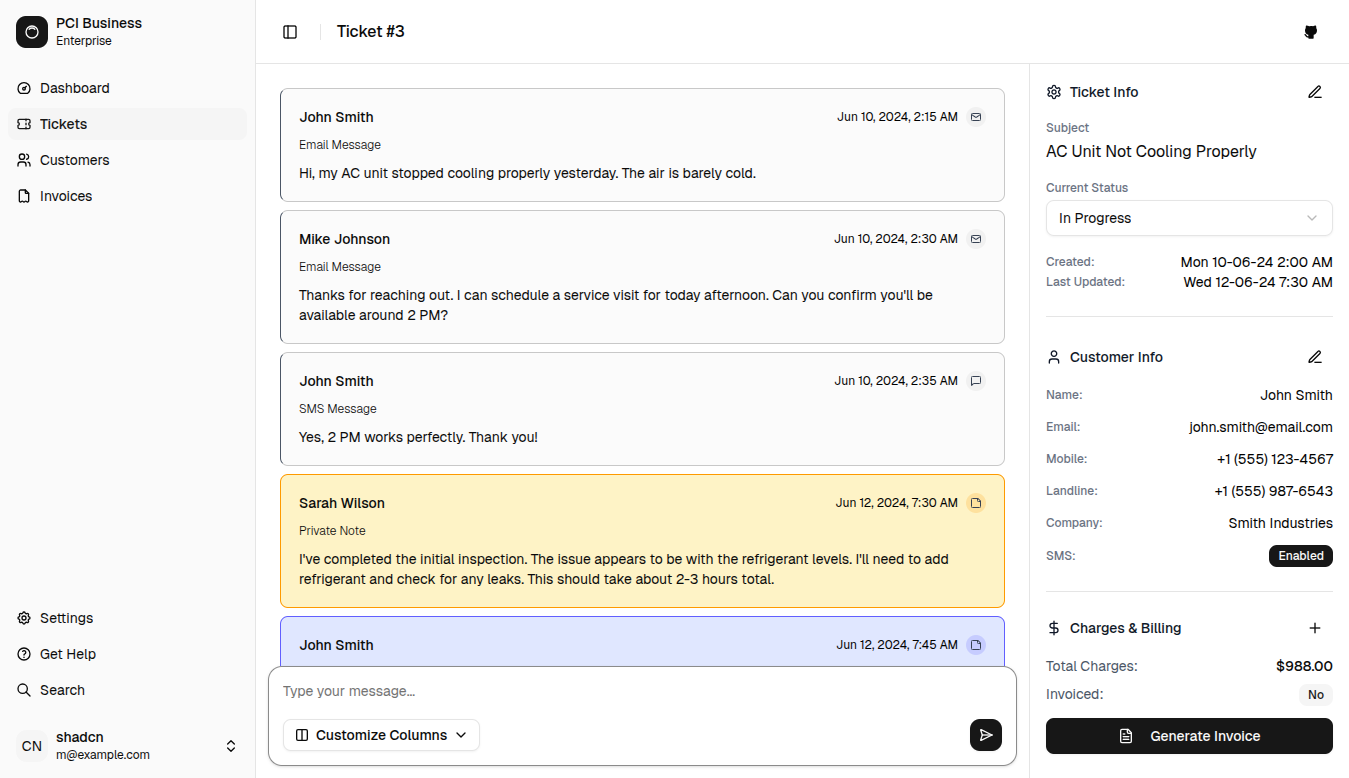 PCI Business
Enterprise
Dashboard
Tickets
Customers
Invoices
Settings
Get Help
Search
CN
shadcn
m@example.com
Ticket #3
John Smith
Jun 10, 2024, 2:15 AM
Email Message
Hi, my AC unit stopped cooling properly yesterday. The air is barely cold.
Mike Johnson
Jun 10, 2024, 2:30 AM
Email Message
Thanks for reaching out. I can schedule a service visit for today afternoon. Can you confirm you'll be
available around 2 PM?
John Smith
Jun 10, 2024, 2:35 AM
SMS Message
Yes, 2 PM works perfectly. Thank you!
Sarah Wilson
Jun 12, 2024, 7:30 AM
Private Note
I've completed the initial inspection. The issue appears to be with the refrigerant levels. I'll need to add
refrigerant and check for any leaks. This should take about 2-3 hours total.
John Smith
Jun 12, 2024, 7:45 AM
Type your message...
Customize Columns
Ticket Info
Subject
AC Unit Not Cooling Properly
Current Status
In Progress
Created: Mon 10-06-24 2:00 AM
Last Updated: Wed 12-06-24 7:30 AM
Customer Info
Name: John Smith
Email: john.smith@email.com
Mobile: +1 (555) 123-4567
Landline: +1 (555) 987-6543
Company: Smith Industries
SMS: Enabled
Charges & Billing
Total Charges: $988.00
Invoiced: No
Generate Invoice